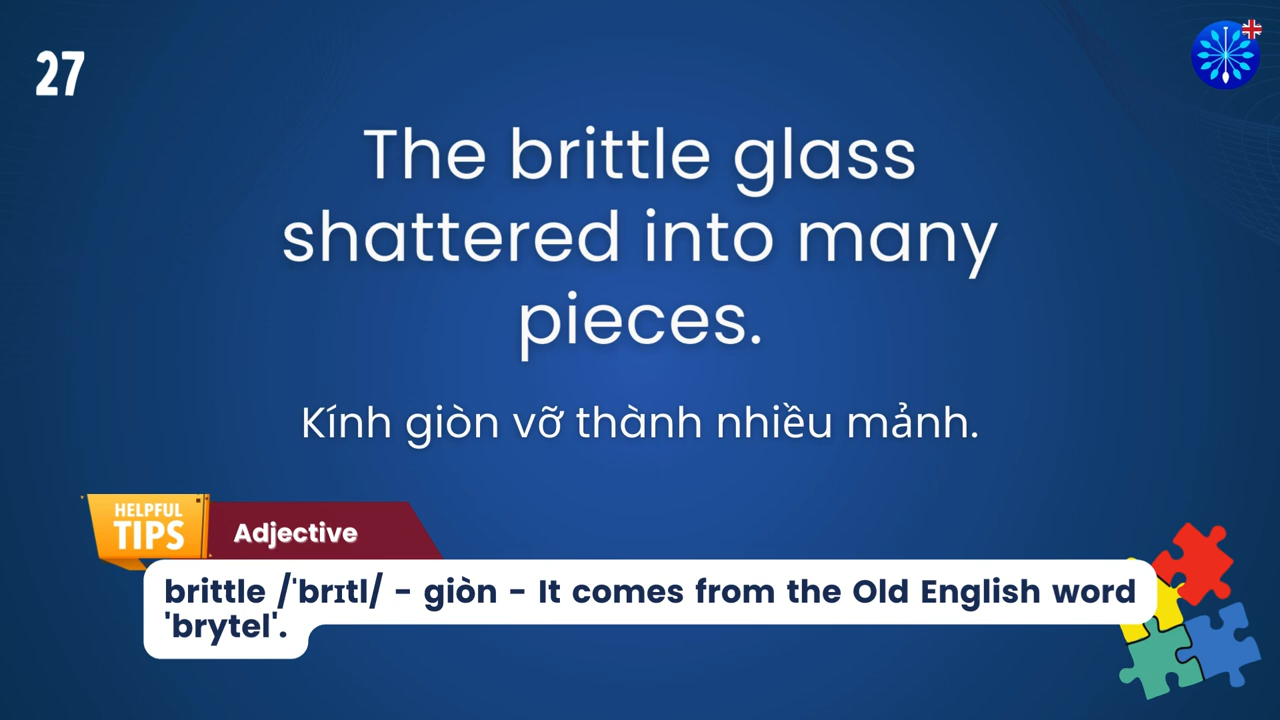 27
The brittle glass
shattered into many
pieces.
Kính giòn vỡ thành nhiều mảnh.
HELPFUL
TIPS
Adjective
brittle /'brɪtl/ - giòn - It comes from the Old English word
'brytel'.